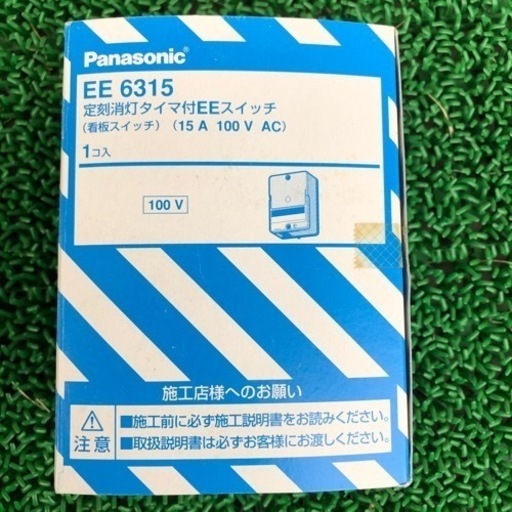 Panasonic
EE 6315
定刻消灯タイマ付EEスイッチ
(看板スイッチ) (15 A 100 V AC)
1コ入
100 V
施工店様へのお願い
注意
■施工前に必ず施工説明書をお読みください。
■取扱説明書は必ずお客様にお渡しください。